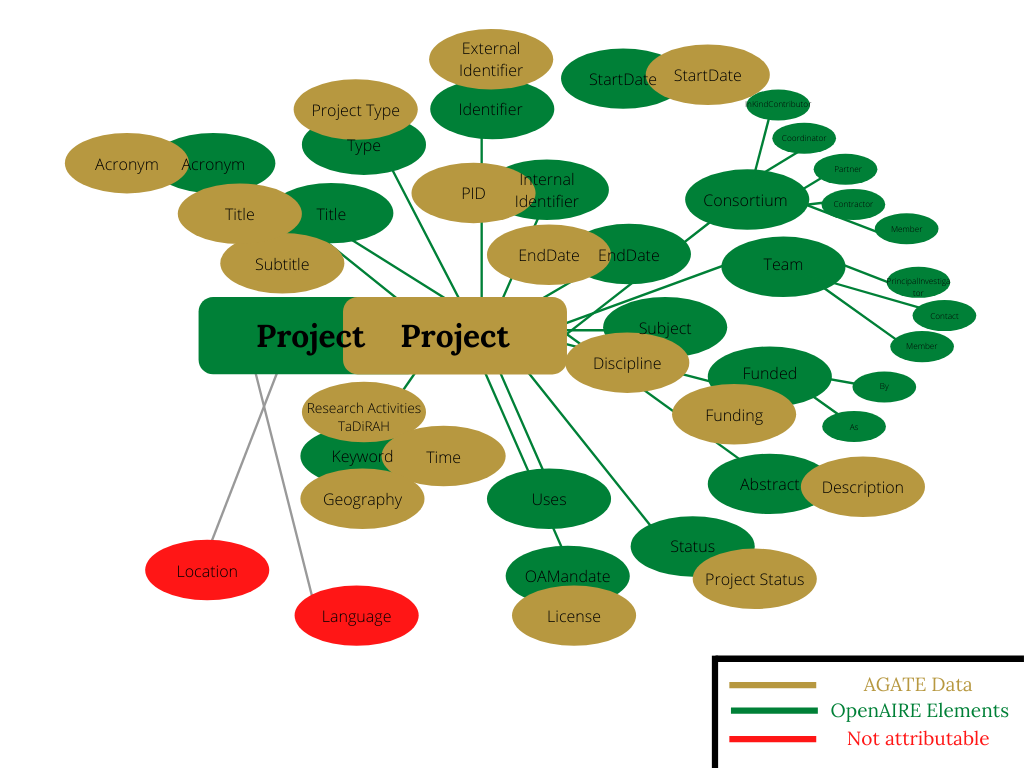 External
Identifier
StartDate
StartDate
Project Type
Identifier
InKindContributor
Coordinator
Type
Acronym
Acronym
Partner
PID
Internal
Identifier
Consortium
Contractor
Title
Title
Member
EndDate
EndDate
Subtitle
Team
PrincipalInvestiga
tor
Contact
Project
Project
Subject
Member
Discipline
Funded
By
Research Activities
TaDiRAH
Funding
As
Keyword
Time
Geography
Uses
Abstract
Description
Status
Location
OAMandate
Project Status
Language
License
AGATE Data
OpenAIRE Elements
Not attributable